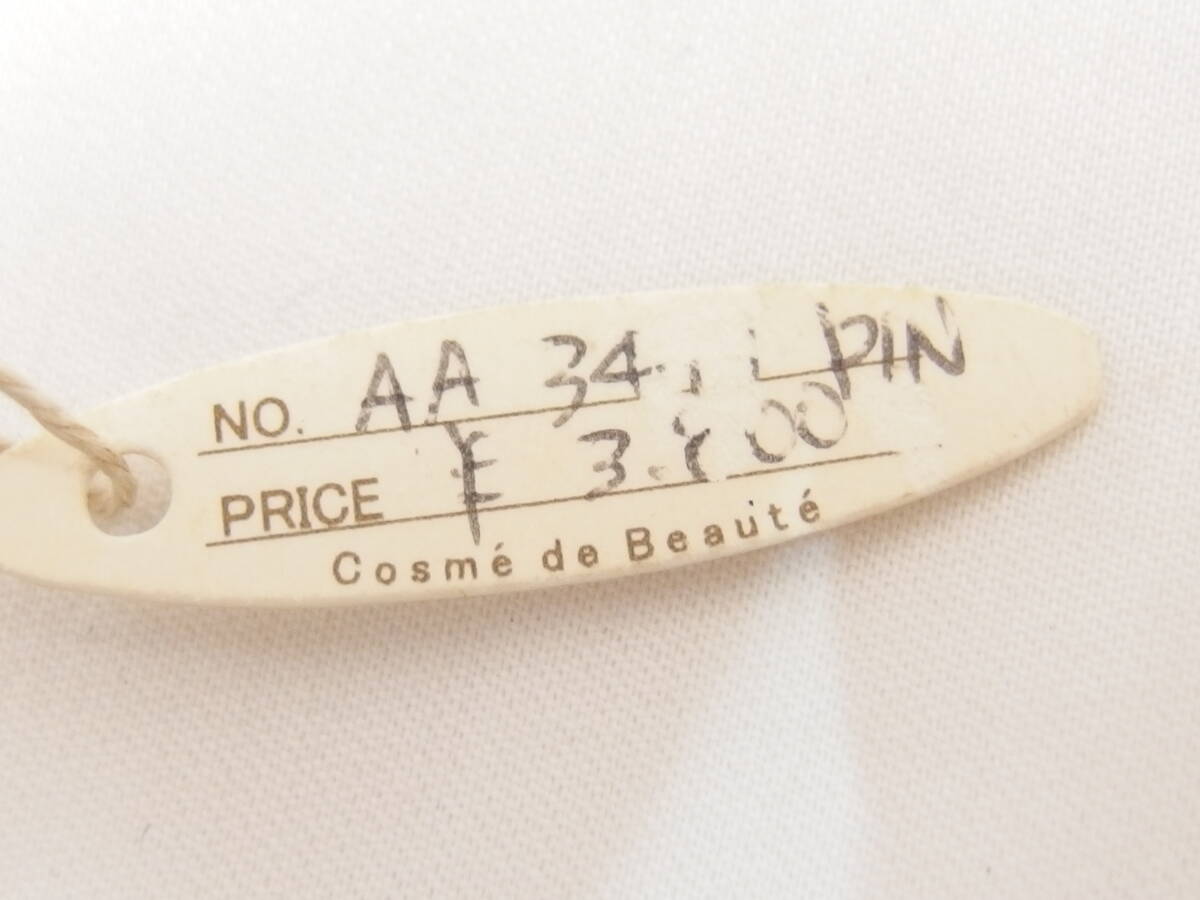 NO. AA 34 PIN
PRICE ¥ 3.800
Cosmé de Beauté